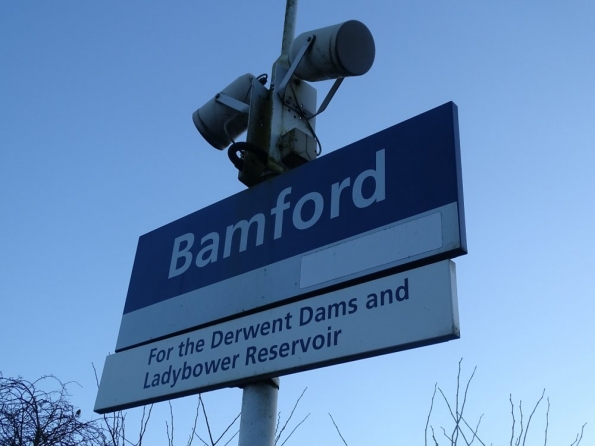 Bamford
For the Derwent Dams and
Ladybower Reservoir